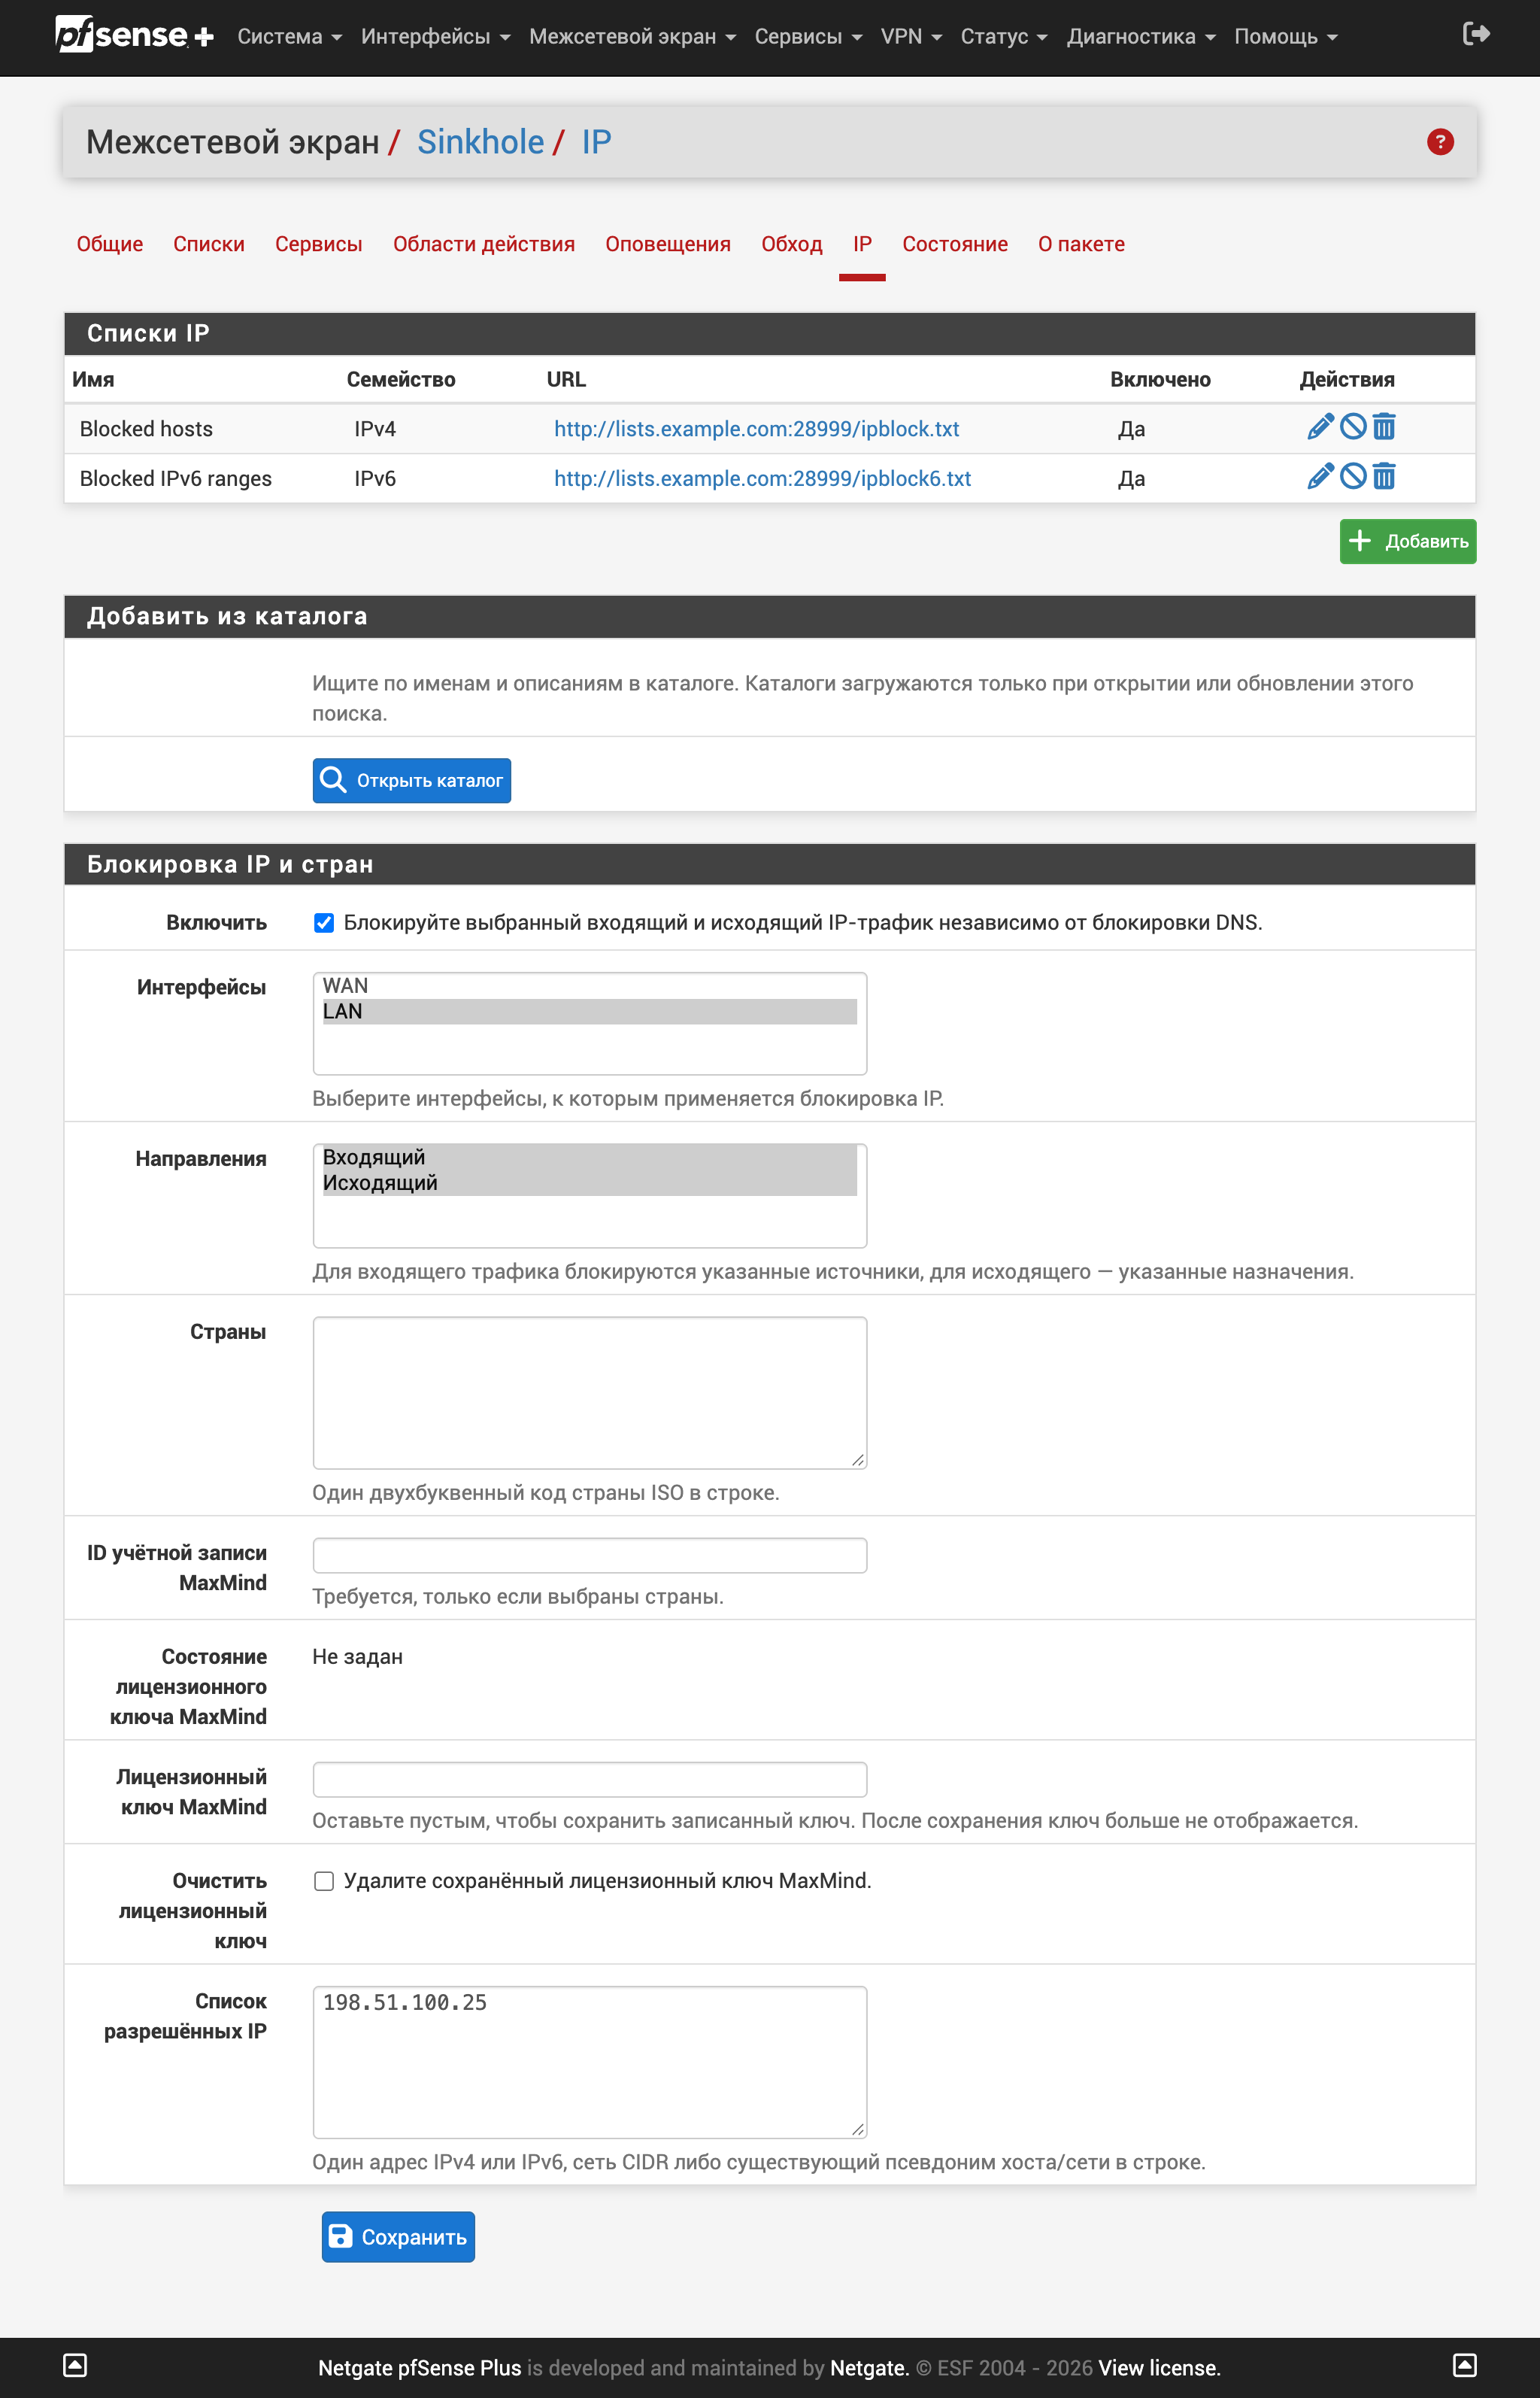 pfsense +
Система Интерфейсы Межсетевой экран Сервисы VPN Статус Диагностика Помощь
Межсетевой экран / Sinkhole / IP
?
Общие Списки Сервисы Области действия Оповещения Обход IP Состояние О пакете
Списки IP
Имя Семейство URL Включено Действия
Blocked hosts IPv4 http://lists.example.com:28999/ipblock.txt Да
Blocked IPv6 ranges IPv6 http://lists.example.com:28999/ipblock6.txt Да
Добавить
Добавить из каталога
Ищите по именам и описаниям в каталоге. Каталоги загружаются только при открытии или обновлении этого
поиска.
Открыть каталог
Блокировка IP и стран
Включить Блокируйте выбранный входящий и исходящий IP-трафик независимо от блокировки DNS.
Интерфейсы WAN
LAN
Выберите интерфейсы, к которым применяется блокировка IP.
Направления Входящий
Исходящий
Для входящего трафика блокируются указанные источники, для исходящего — указанные назначения.
Страны
Один двухбуквенный код страны ISO в строке.
ID учётной записи
MaxMind
Требуется, только если выбраны страны.
Состояние
лицензионного
ключа MaxMind
Не задан
Лицензионный
ключ MaxMind
Оставьте пустым, чтобы сохранить записанный ключ. После сохранения ключ больше не отображается.
Очистить
лицензионный
ключ
Удалите сохранённый лицензионный ключ MaxMind.
Список
разрешённых IP
198.51.100.25
Один адрес IPv4 или IPv6, сеть CIDR либо существующий псевдоним хоста/сети в строке.
Сохранить
Netgate pfSense Plus is developed and maintained by Netgate. © ESF 2004 - 2026 View license.